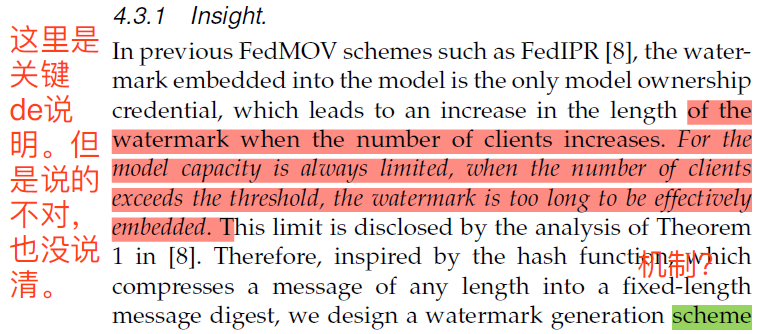 这里是
关键
de说
明。但
是说的
不对,
也没说
清。
4.3.1 Insight.
In previous FedMOV schemes such as FedIPR [8], the water-
mark embedded into the model is the only model ownership
credential, which leads to an increase in the length of the
watermark when the number of clients increases. For the
model capacity is always limited, when the number of clients
exceeds the threshold, the watermark is too long to be effectively
embedded. This limit is disclosed by the analysis of Theorem
1 in [8]. Therefore, inspired by the hash function, which
机制?
compresses a message of any length into a fixed-length
message digest, we design a watermark generation scheme